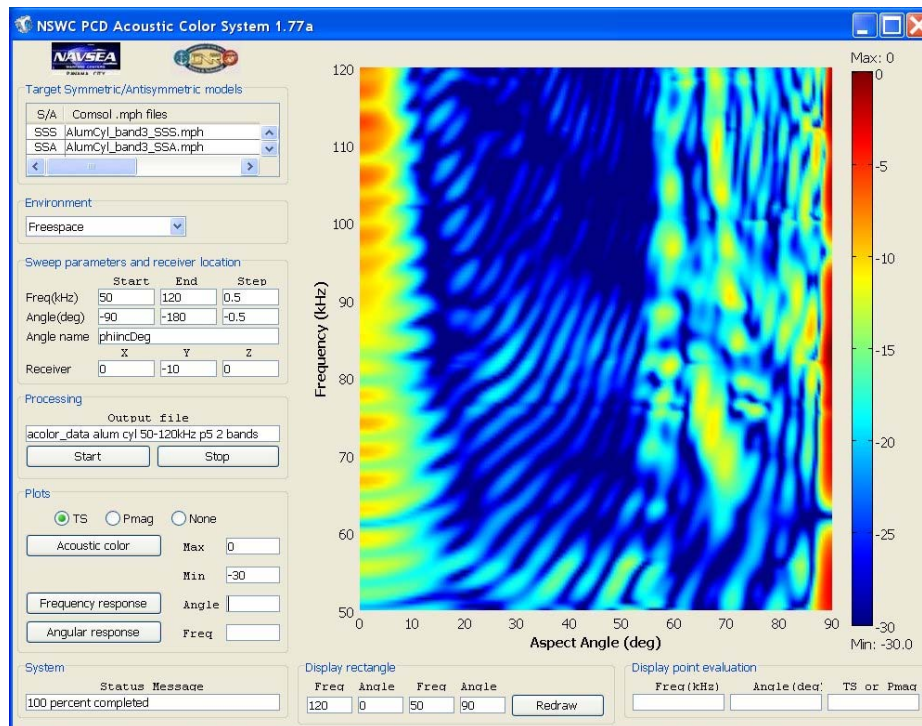 NSWC PCD Acoustic Color System 1.77a
NAVSEA
PANAMA CITY
Target Symmetric/Antisymmetric models
S/A Comsol .mph files
SSS AlumCyl_band3_SSS.mph
SSA AlumCyl_band3_SSA.mph
Environment
Freespace
Sweep parameters and receiver location
Start End Step
Freq(kHz) 50 120 0.5
Angle(deg) -90 -180 -0.5
Angle name phiincDeg
X Y Z
Receiver 0 -10 0
Processing
Output file
acolor_data alum cyl 50-120kHz p5 2 bands
Start Stop
Plots
TS Pmag None
Acoustic color Max 0
Min -30
Frequency response Angle
Angular response Freq
System
Status Message
100 percent completed
Frequency (kHz)
120
110
100
90
80
70
60
50
0 10 20 30 40 50 60 70 80 90
Aspect Angle (deg)
Max: 0
0
-5
-10
-15
-20
-25
-30
Min: -30.0
Display rectangle
Freq Angle Freq Angle
120 0 50 90 Redraw
Display point evaluation
Freq(kHz) Angle(deg) TS or Pmag